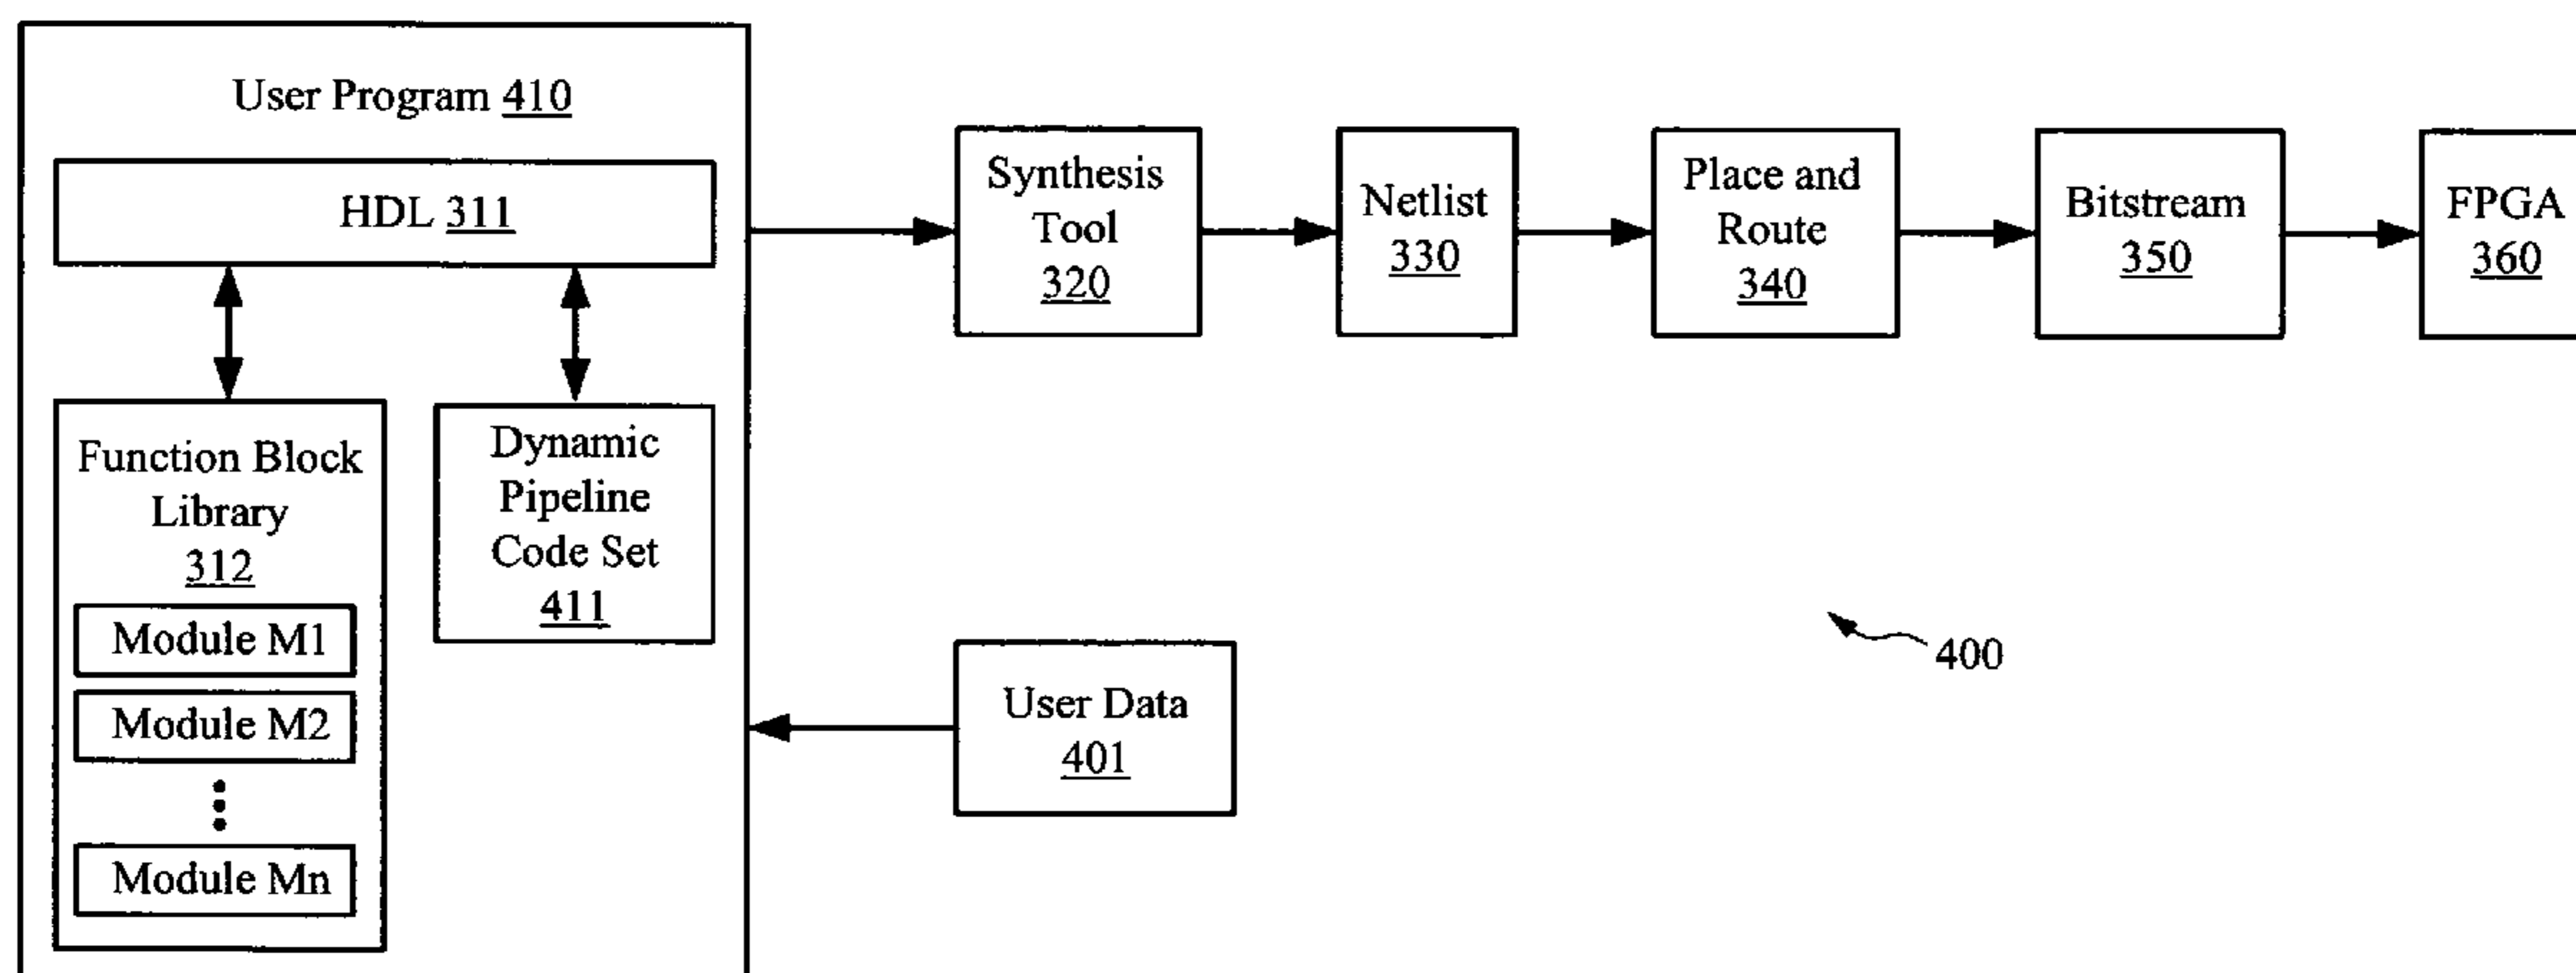 User Program 410
HDL 311
Function Block
Library
312
Module M1
Module M2
Module Mn
Dynamic
Pipeline
Code Set
411
Synthesis
Tool
320
Netlist
330
Place and
Route
340
Bitstream
350
FPGA
360
User Data
401
400